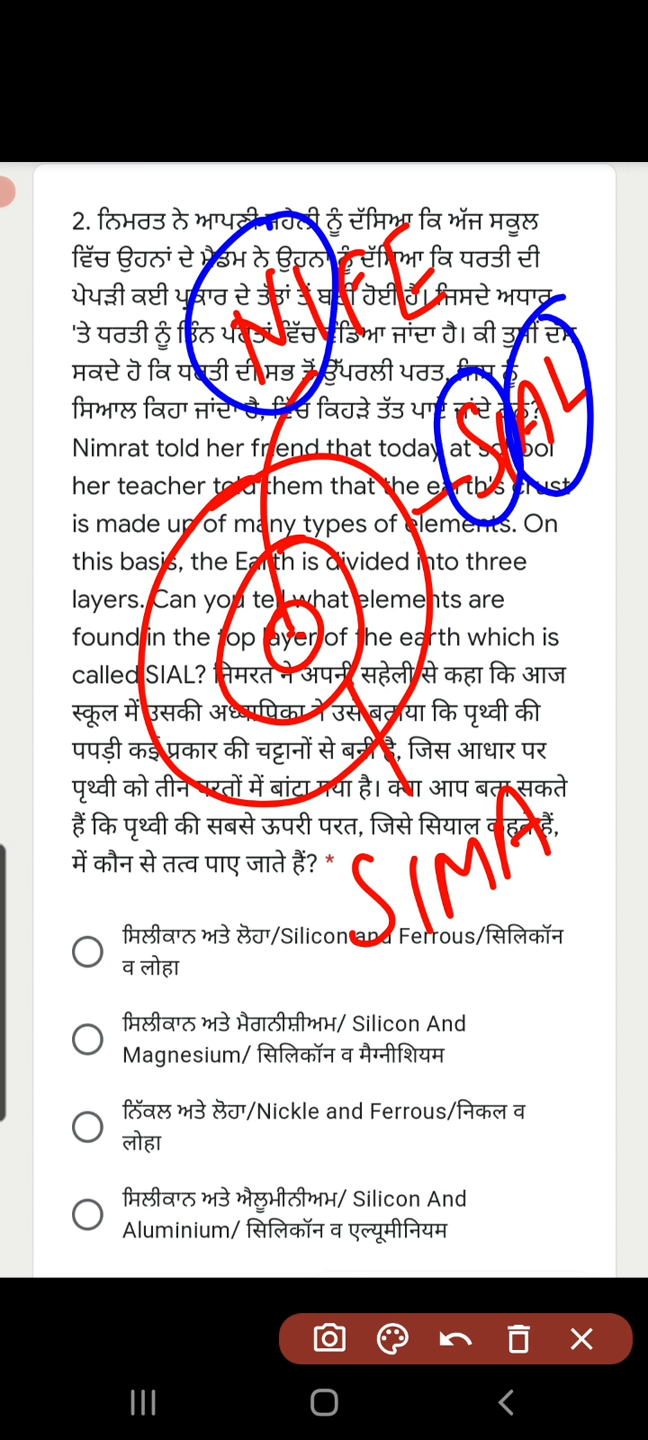 2. ਨਿਮਰਤ ਨੇ ਆਪਣੀ ਸਹੇਲੀ ਨੂੰ ਦੱਸਿਆ ਕਿ ਅੱਜ ਸਕੂਲ
ਵਿੱਚ ਉਹਨਾਂ ਦੇ ਮੈਡਮ ਨੇ ਉਹਨਾਂ ਨੂੰ ਦੱਸਿਆ ਕਿ ਧਰਤੀ ਦੀ
ਪੇਪੜੀ ਕਈ ਪ੍ਰਕਾਰ ਦੇ ਤੱਤਾਂ ਤੋਂ ਬਣੀ ਹੋਈ ਹੈ। ਜਿਸਦੇ ਅਧਾਰ
'ਤੇ ਧਰਤੀ ਨੂੰ ਤਿੰਨ ਪਰਤਾਂ ਵਿੱਚ ਵੰਡਿਆ ਜਾਂਦਾ ਹੈ। ਕੀ ਤੁਸੀਂ ਦੱਸ
ਸਕਦੇ ਹੋ ਕਿ ਧਰਤੀ ਦੀ ਸਭ ਤੋਂ ਉੱਪਰਲੀ ਪਰਤ, ਜਿਸ ਨੂੰ
ਸਿਆਲ ਕਿਹਾ ਜਾਂਦਾ ਹੈ, ਵਿੱਚ ਕਿਹੜੇ ਤੱਤ ਪਾਏ ਜਾਂਦੇ ਹਨ?
Nimrat told her friend that today at school
her teacher told them that the earth's crust
is made up of many types of elements. On
this basis, the Earth is divided into three
layers. Can you tell what elements are
found in the top layer of the earth which is
called SIAL? निमरत ने अपनी सहेली से कहा कि आज
स्कूल में उसकी अध्यापिका ने उसे बताया कि पृथ्वी की
पपड़ी कई प्रकार की चट्टानों से बनी है, जिस आधार पर
पृथ्वी को तीन परतों में बांटा गया है। क्या आप बता सकते
हैं कि पृथ्वी की सबसे ऊपरी परत, जिसे सियाल कहते हैं,
में कौन से तत्व पाए जाते हैं? *
NIFE
SIAL
SIMA
ਸਿਲੀਕਾਨ ਅਤੇ ਲੋਹਾ/Silicon and Ferrous/सिलिकॉन
व लोहा
ਸਿਲੀਕਾਨ ਅਤੇ ਮੈਗਨੀਸ਼ੀਅਮ/ Silicon And
Magnesium/ सिलिकॉन व मैग्नीशियम
ਨਿੱਕਲ ਅਤੇ ਲੋਹਾ/Nickle and Ferrous/निकल व
लोहा
ਸਿਲੀਕਾਨ ਅਤੇ ਐਲੂਮੀਨੀਅਮ/ Silicon And
Aluminium/ सिलिकॉन व एल्यूमीनियम